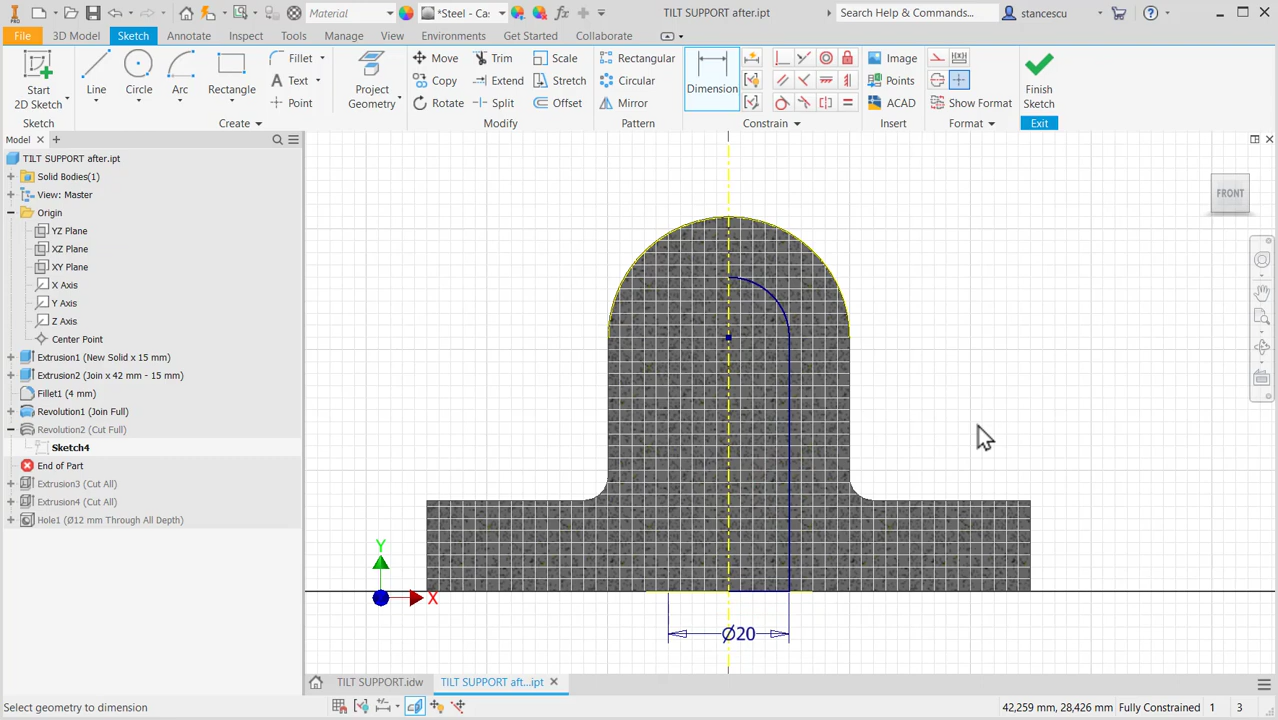 PRO
Material
*Steel - Ca
fx
TILT SUPPORT after.ipt
Search Help & Commands...
stancescu
File
3D Model
Sketch
Annotate
Inspect
Tools
Manage
View
Environments
Get Started
Collaborate
Start
2D Sketch
Line
Circle
Arc
Rectangle
Fillet
Text
Point
Project
Geometry
Move
Copy
Rotate
Trim
Extend
Split
Scale
Stretch
Offset
Rectangular
Circular
Mirror
Dimension
Image
Points
ACAD
Show Format
Finish
Sketch
Sketch
Create
Modify
Pattern
Constrain
Insert
Format
Exit
Model
TILT SUPPORT after.ipt
Solid Bodies(1)
View: Master
Origin
YZ Plane
XZ Plane
XY Plane
X Axis
Y Axis
Z Axis
Center Point
Extrusion1 (New Solid x 15 mm)
Extrusion2 (Join x 42 mm - 15 mm)
Fillet1 (4 mm)
Revolution1 (Join Full)
Revolution2 (Cut Full)
Sketch4
End of Part
Extrusion3 (Cut All)
Extrusion4 (Cut All)
Hole1 (Ø12 mm Through All Depth)
FRONT
Y
X
Ø20
TILT SUPPORT.idw
TILT SUPPORT aft...ipt
Select geometry to dimension
42,259 mm, 28,426 mm
Fully Constrained
1
3